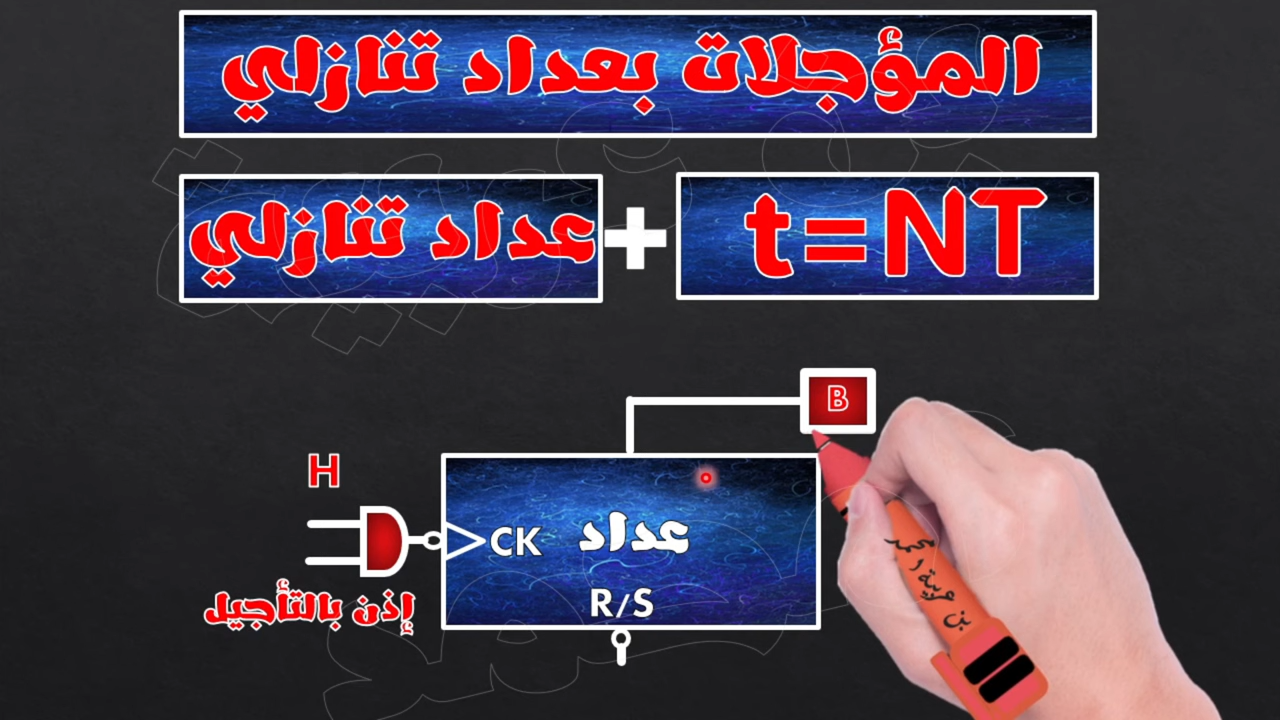 المؤجلات بعداد تنازلي
t=NT
+
عداد تنازلي
B
H
CK
عداد
R/S
إذن بالتأجيل